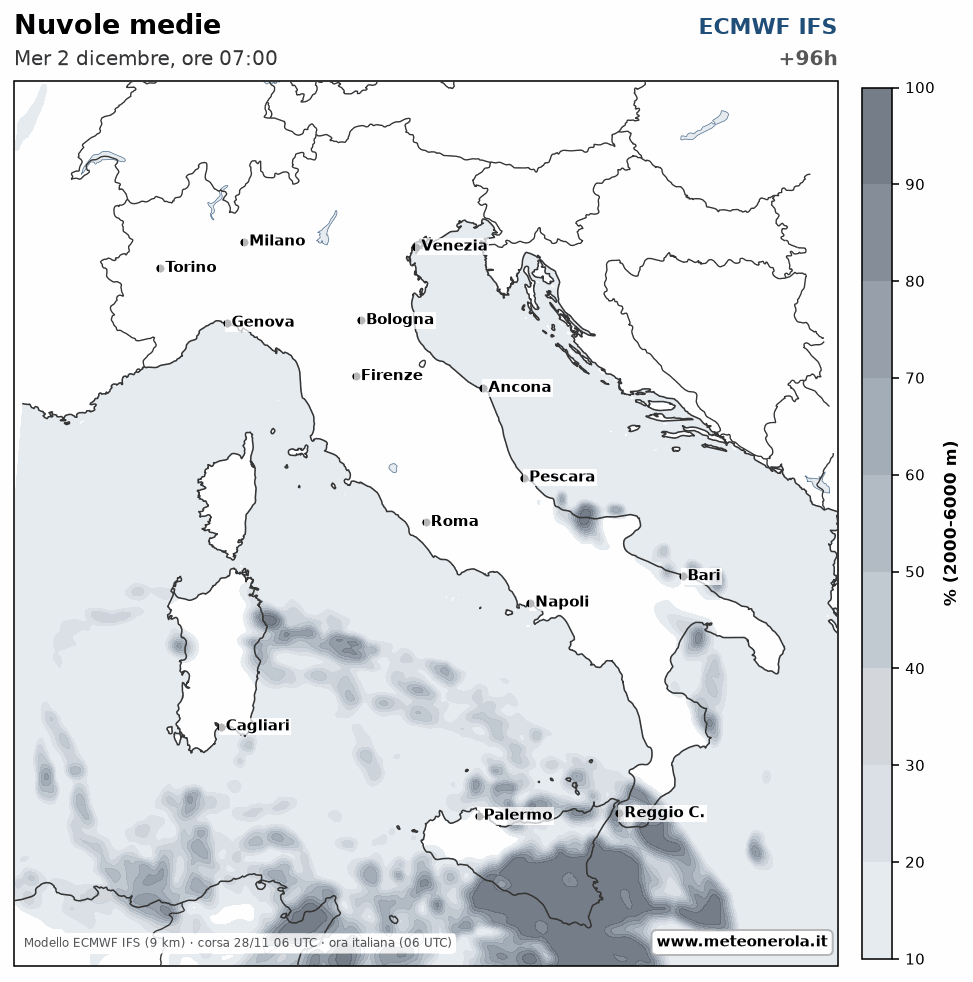 Nuvole medie
ECMWF IFS
Mer 2 dicembre, ore 07:00
+96h
Milano
Venezia
Torino
Genova
Bologna
Firenze
Ancona
Pescara
Roma
Bari
Napoli
Cagliari
Palermo
Reggio C.
Modello ECMWF IFS (9 km) · corsa 28/11 06 UTC · ora italiana (06 UTC)
www.meteonerola.it
100
90
80
70
60
50
40
30
20
10
% (2000-6000 m)